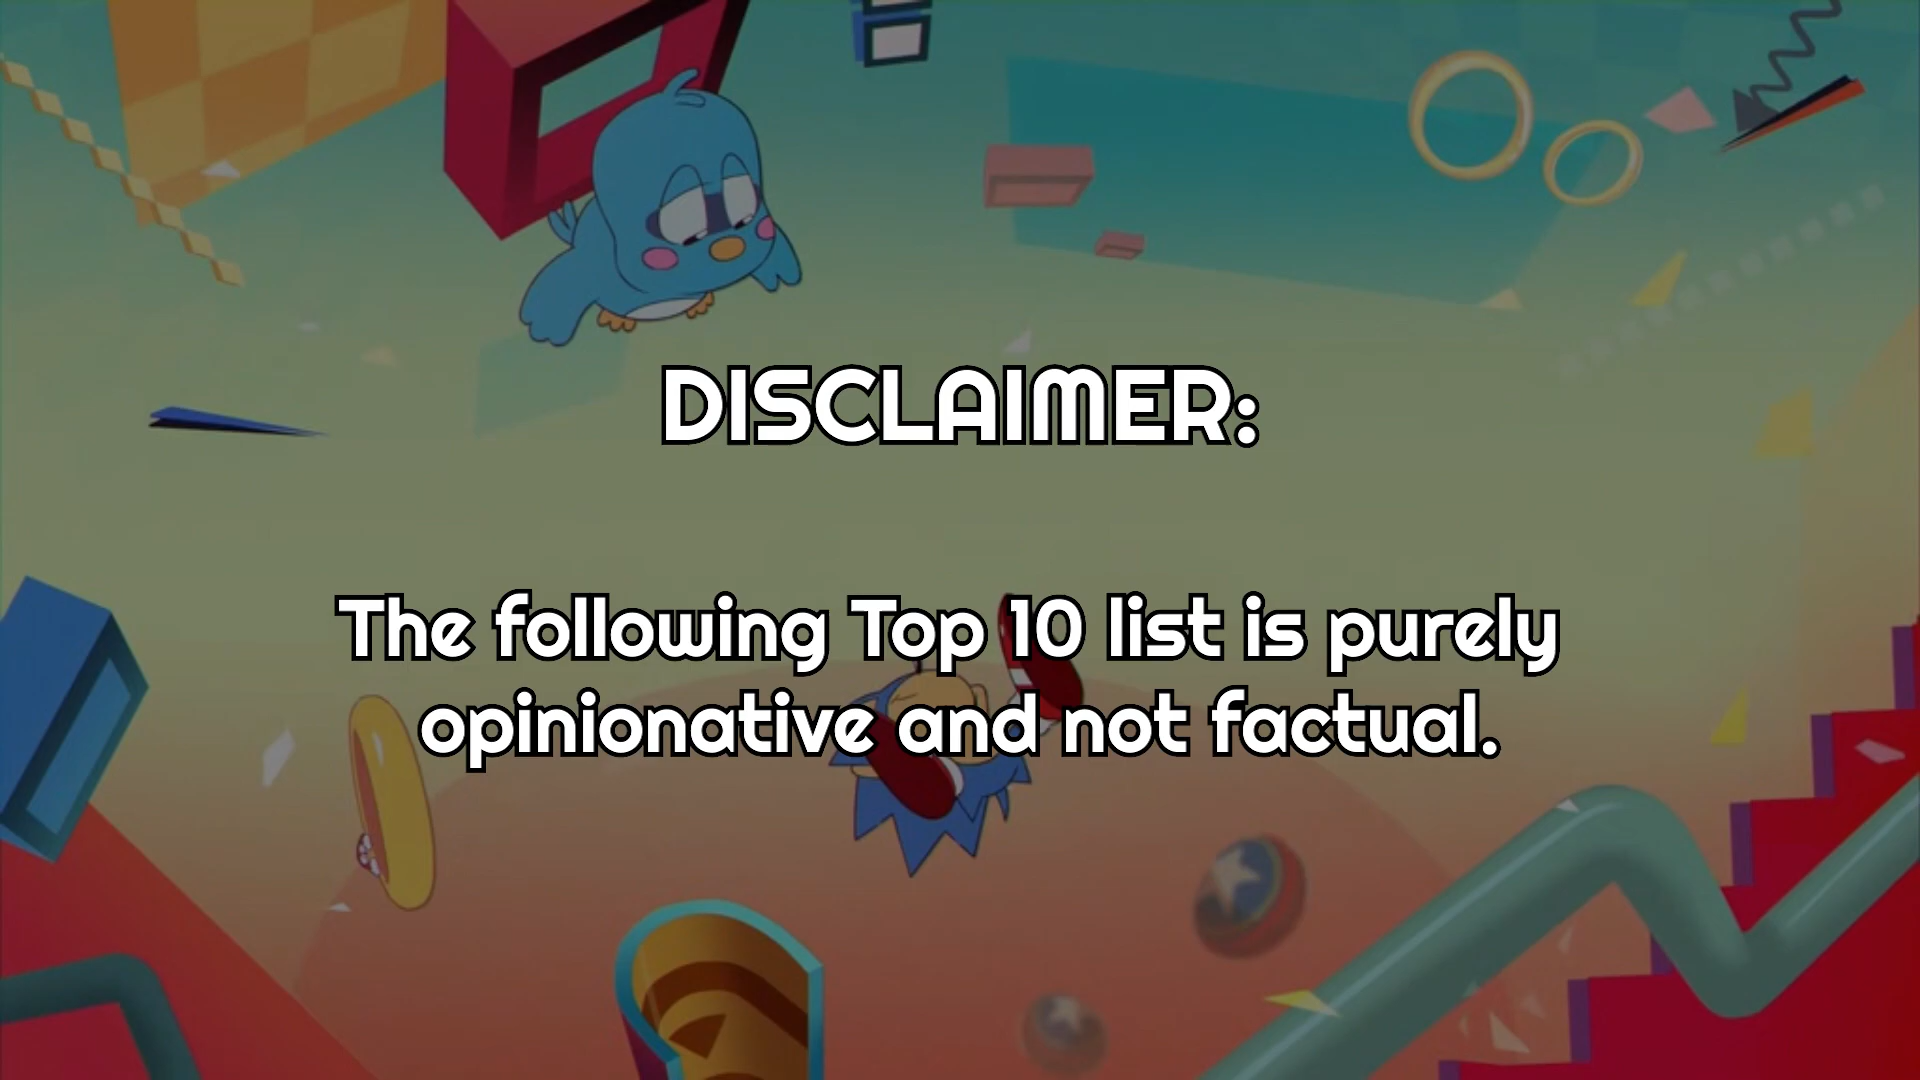 DISCLAIMER:
The following Top 10 list is purely
opinionative and not factual.